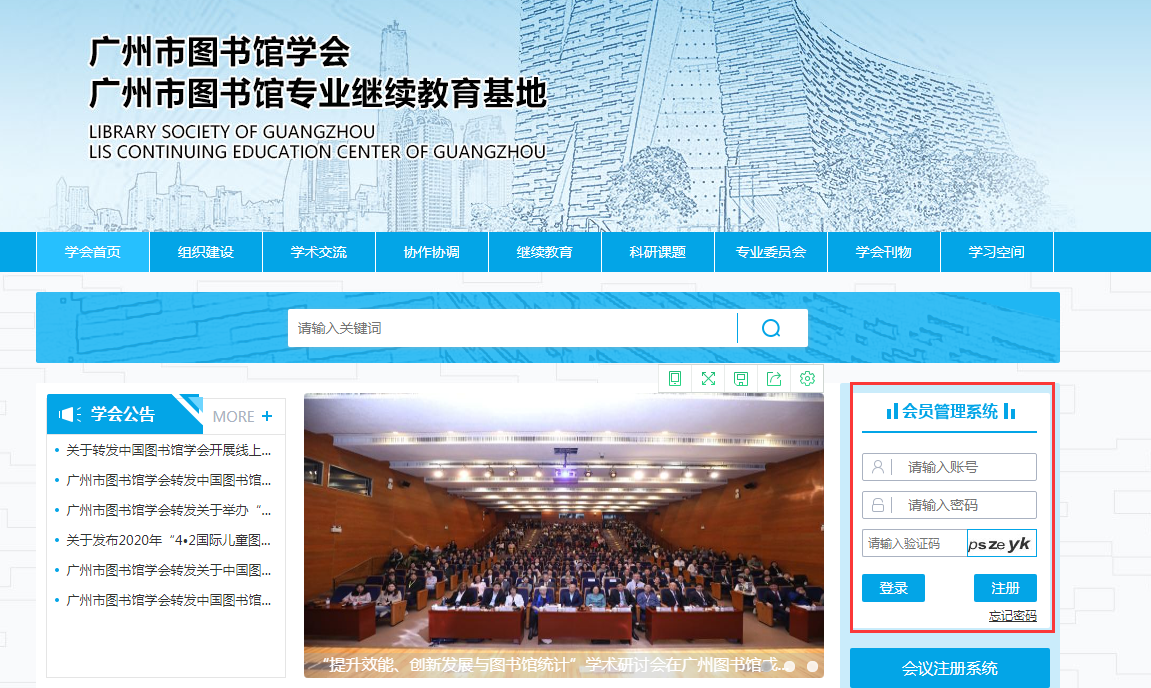 广州市图书馆学会
广州市图书馆专业继续教育基地
LIBRARY SOCIETY OF GUANGZHOU
LIS CONTINUING EDUCATION CENTER OF GUANGZHOU
学会首页 组织建设 学术交流 协作协调 继续教育 科研课题 专业委员会 学会刊物 学习空间
请输入关键词
学会公告 MORE +
关于转发中国图书馆学会开展线上...
广州市图书馆学会转发中国图书馆...
广州市图书馆学会转发关于举办“...
关于发布2020年“4•2国际儿童图...
广州市图书馆学会转发关于中国图...
广州市图书馆学会转发中国图书馆...
“提升效能、创新发展与图书馆统计”学术研讨会在广州图书馆
会员管理系统
请输入账号
请输入密码
请输入验证码 pszeyk
登录 注册
忘记密码
会议注册系统